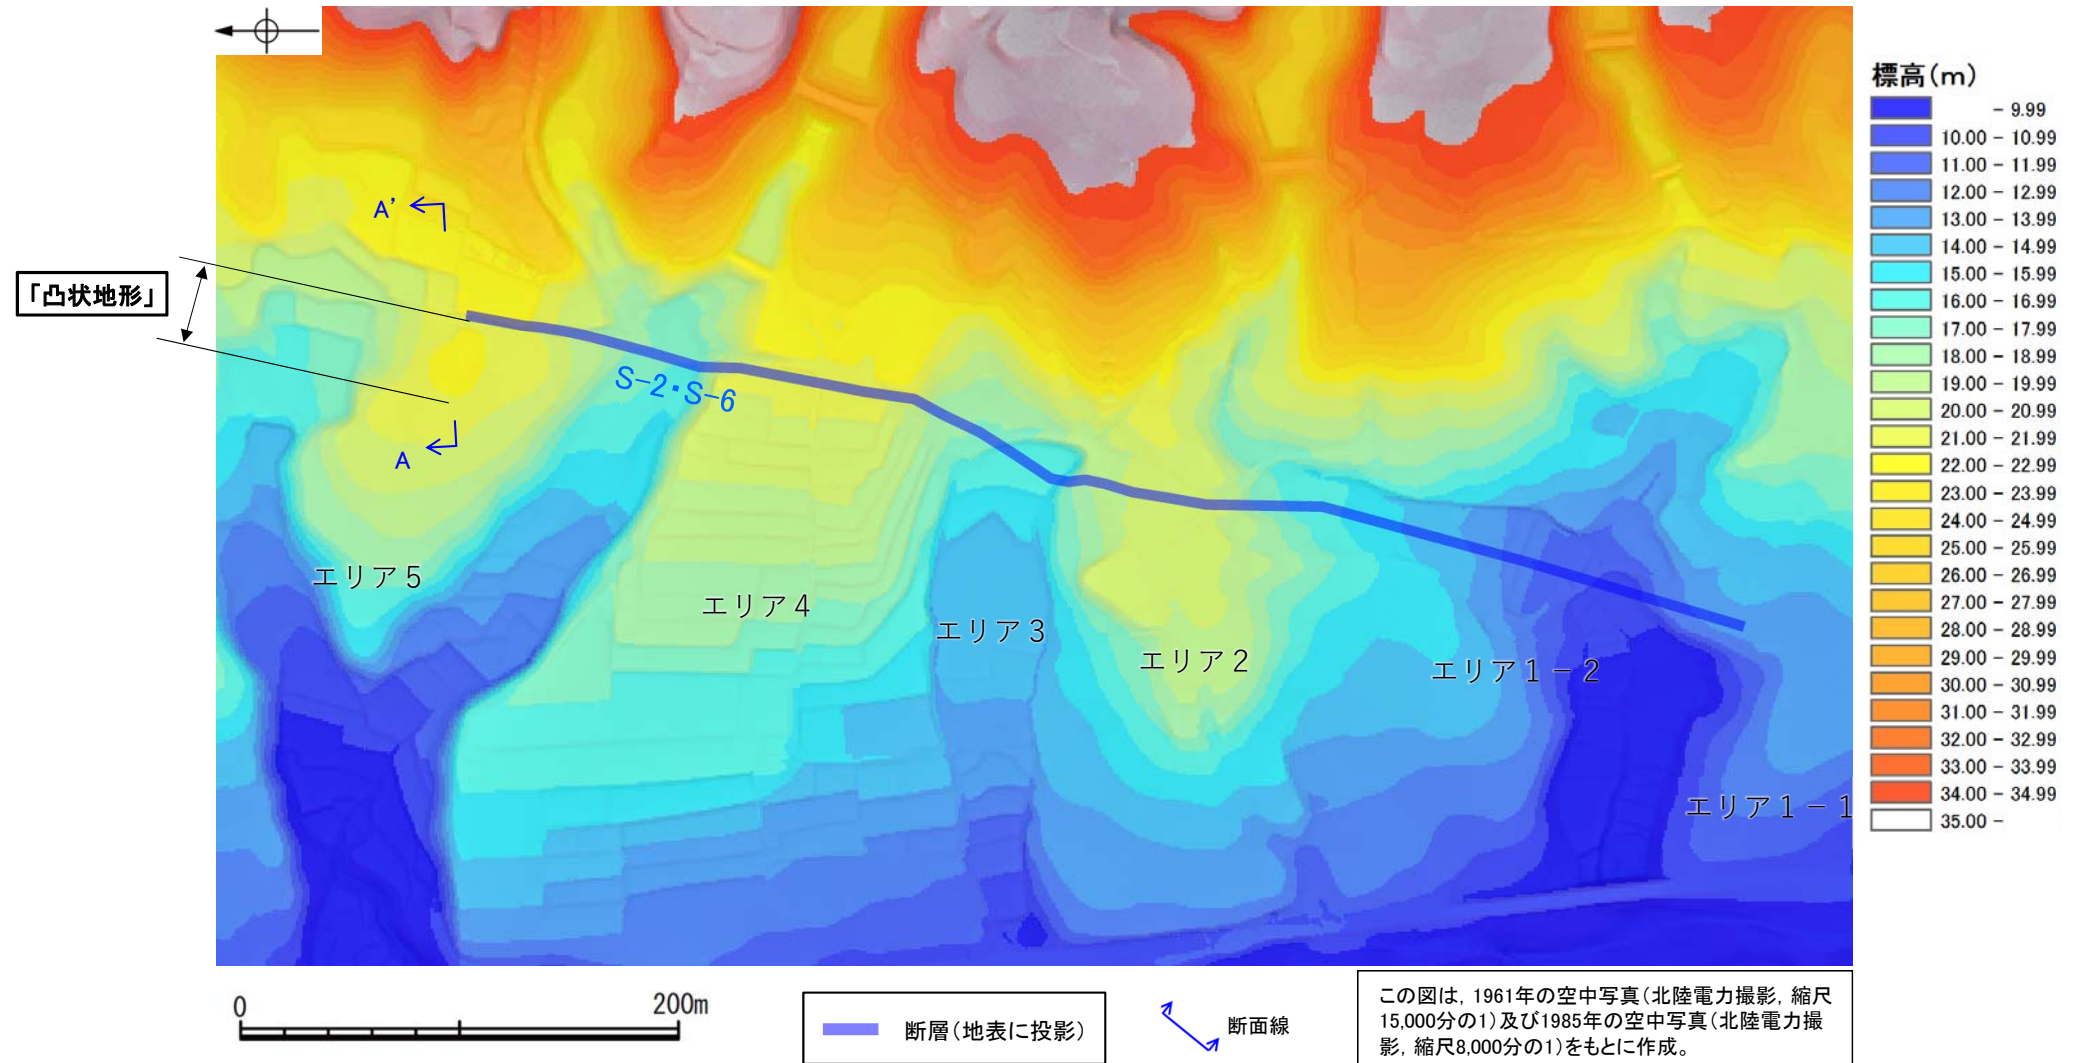 標高(m)
- 9.99
10.00 - 10.99
11.00 - 11.99
12.00 - 12.99
13.00 - 13.99
14.00 - 14.99
15.00 - 15.99
16.00 - 16.99
17.00 - 17.99
18.00 - 18.99
19.00 - 19.99
20.00 - 20.99
21.00 - 21.99
22.00 - 22.99
23.00 - 23.99
24.00 - 24.99
25.00 - 25.99
26.00 - 26.99
27.00 - 27.99
28.00 - 28.99
29.00 - 29.99
30.00 - 30.99
31.00 - 31.99
32.00 - 32.99
33.00 - 33.99
34.00 - 34.99
35.00 -
A’
「凸状地形」
S-2・S-6
A
エリア5
エリア4
エリア3
エリア2
エリア1-2
エリア1-1
0 200m
断層(地表に投影)
断面線
この図は，1961年の空中写真(北陸電力撮影，縮尺
15,000分の1)及び1985年の空中写真(北陸電力撮
影，縮尺8,000分の1)をもとに作成。